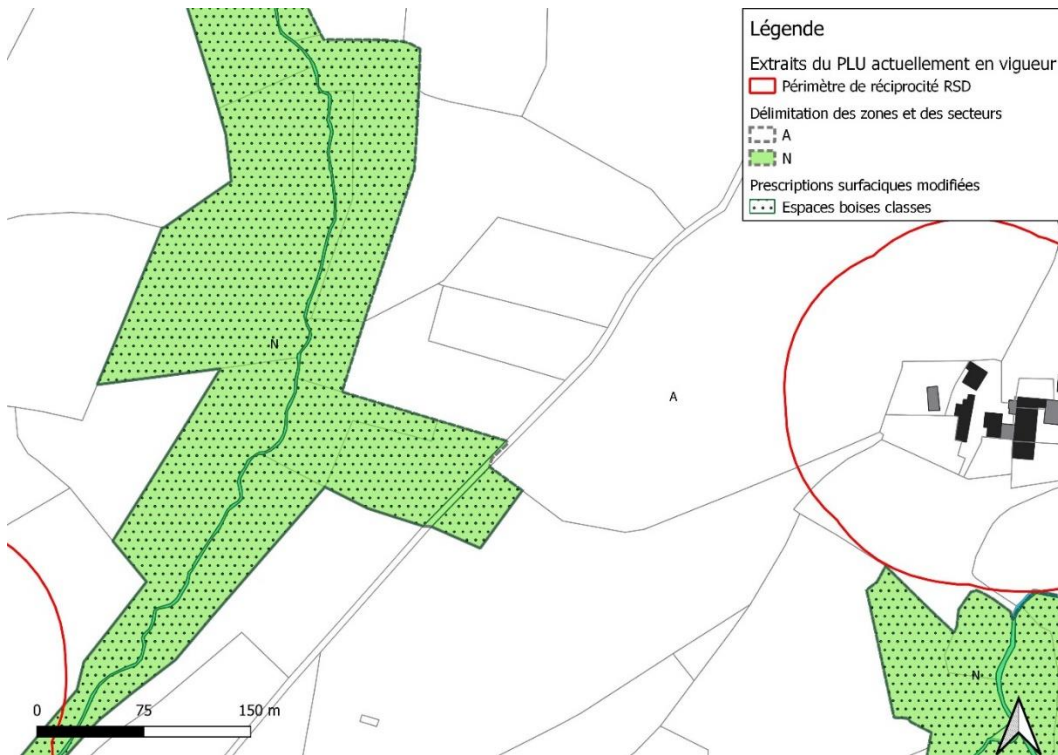 Légende
Extraits du PLU actuellement en vigueur
Périmètre de réciprocité RSD
Délimitation des zones et des secteurs
A
N
Prescriptions surfaciques modifiées
Espaces boises classes
N
A
N
0 75 150 m